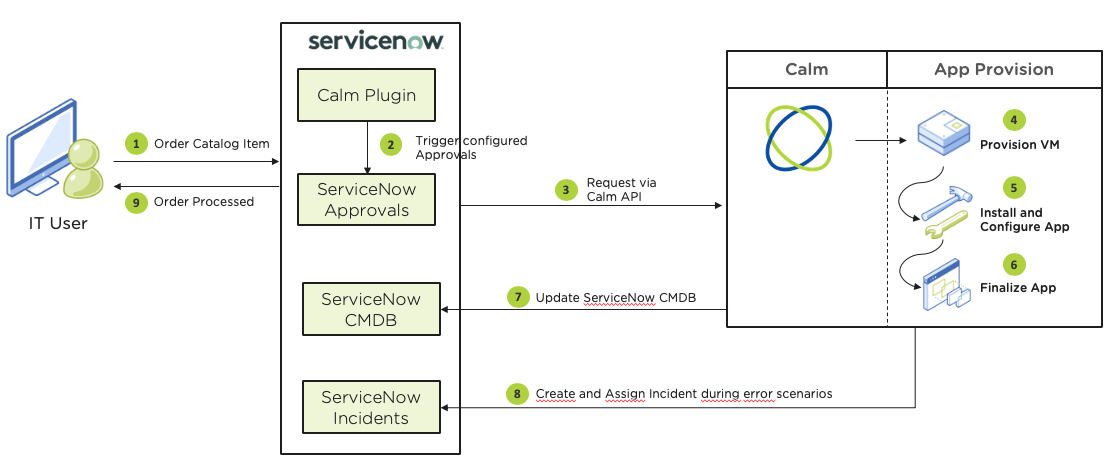 servicenow
Calm Plugin
1 Order Catalog Item
2 Trigger configured
Approvals
ServiceNow
Approvals
9 Order Processed
IT User
3 Request via
Calm API
Calm
App Provision
4
Provision VM
5
Install and
Configure App
6
Finalize App
ServiceNow
CMDB
7 Update ServiceNow CMDB
ServiceNow
Incidents
8 Create and Assign Incident during error scenarios